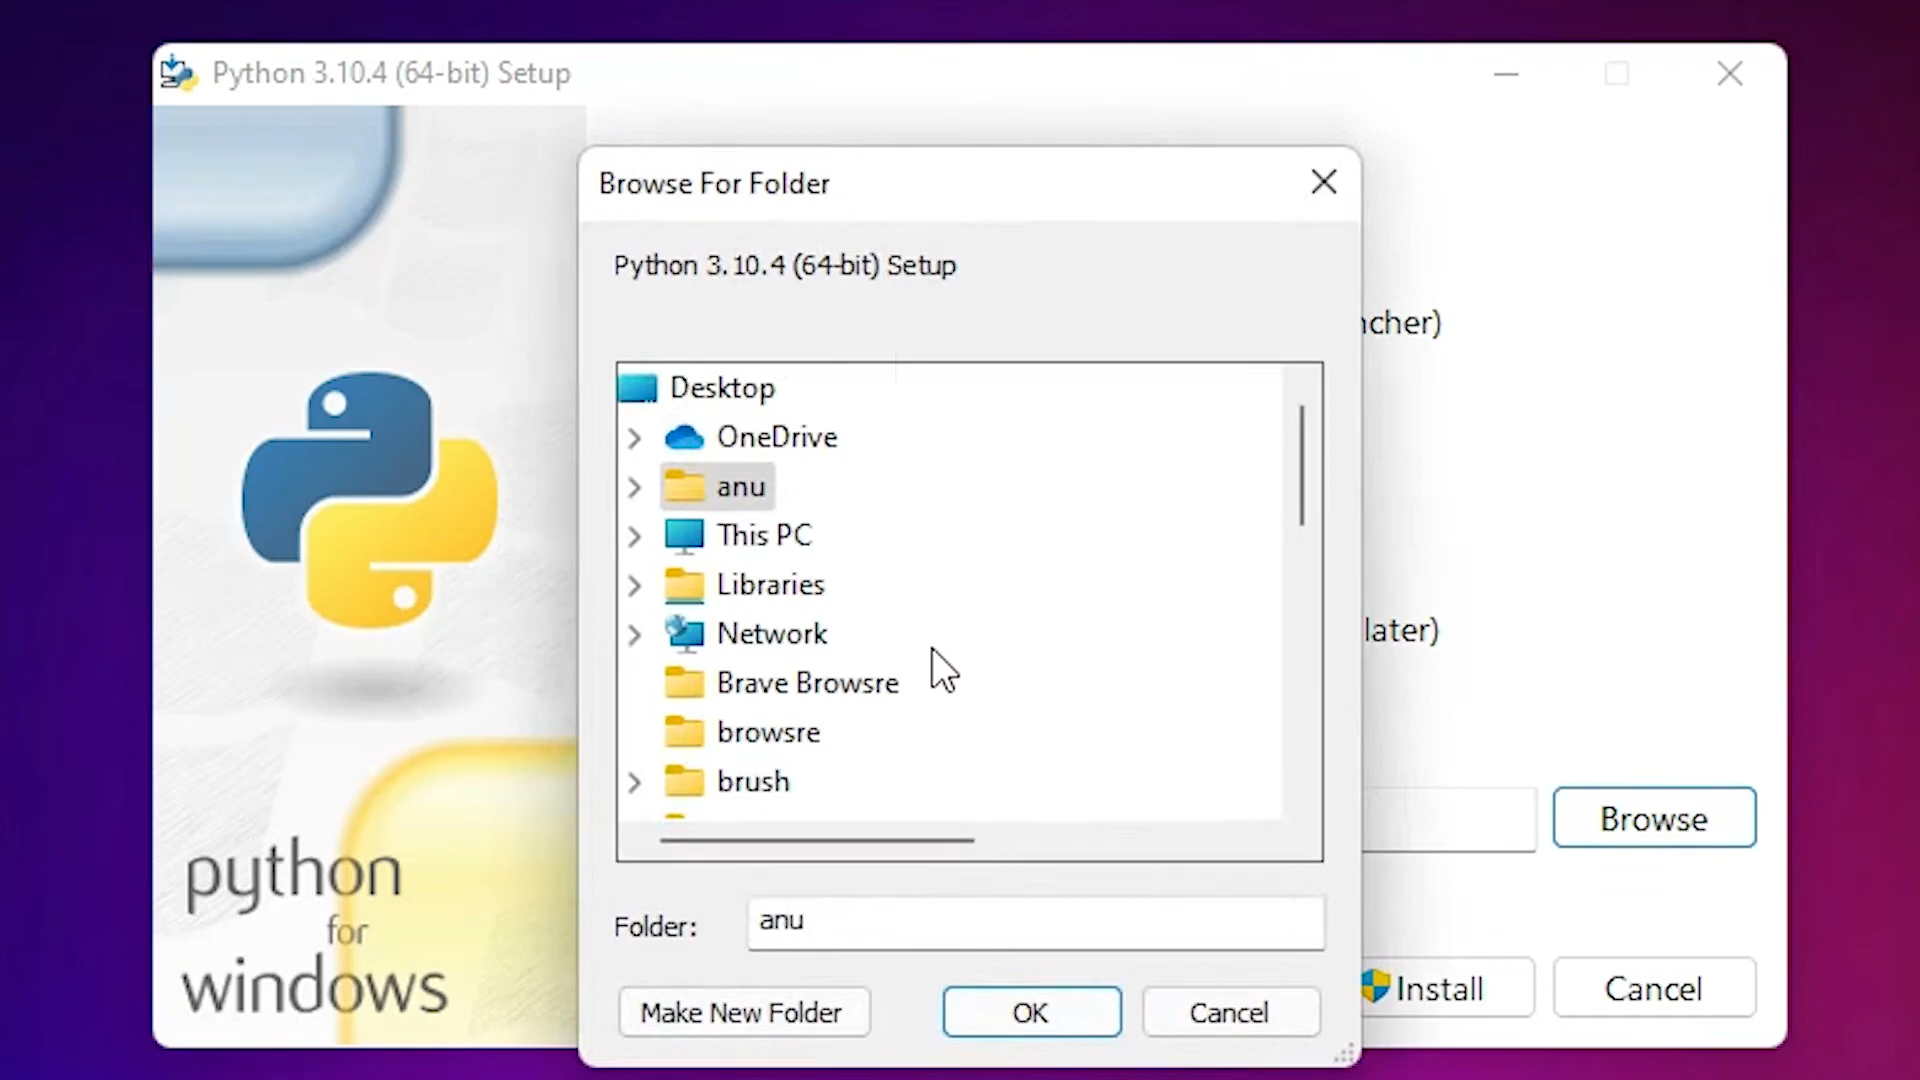 Python 3.10.4 (64-bit) Setup
Browse For Folder
Python 3.10.4 (64-bit) Setup
ncher)
Desktop
OneDrive
anu
This PC
Libraries
Network
later)
Brave Browsre
browsre
brush
Browse
python
for
windows
Folder: anu
Make New Folder OK Cancel
Install Cancel